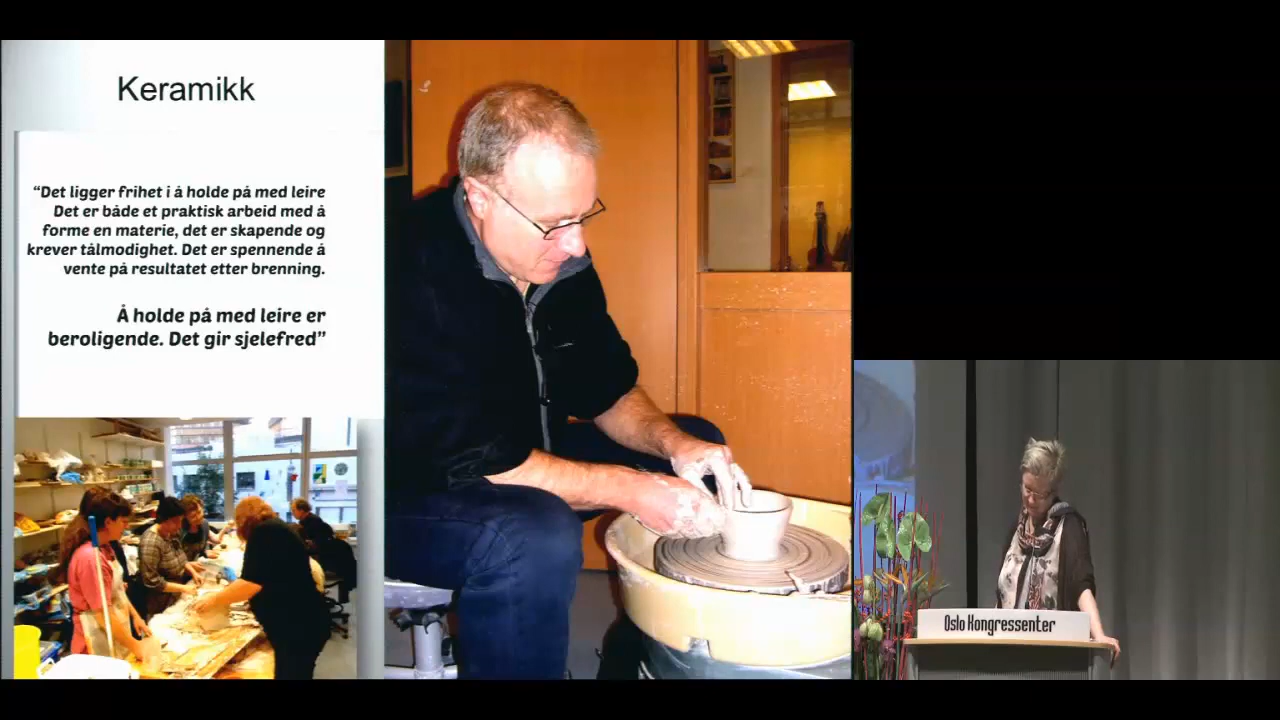 Keramikk
“Det ligger frihet i å holde på med leire
Det er både et praktisk arbeid med å
forme en materie, det er skapende og
krever tålmodighet. Det er spennende å
vente på resultatet etter brenning.
Å holde på med leire er
beroligende. Det gir sjelefred”
Oslo Kongressenter